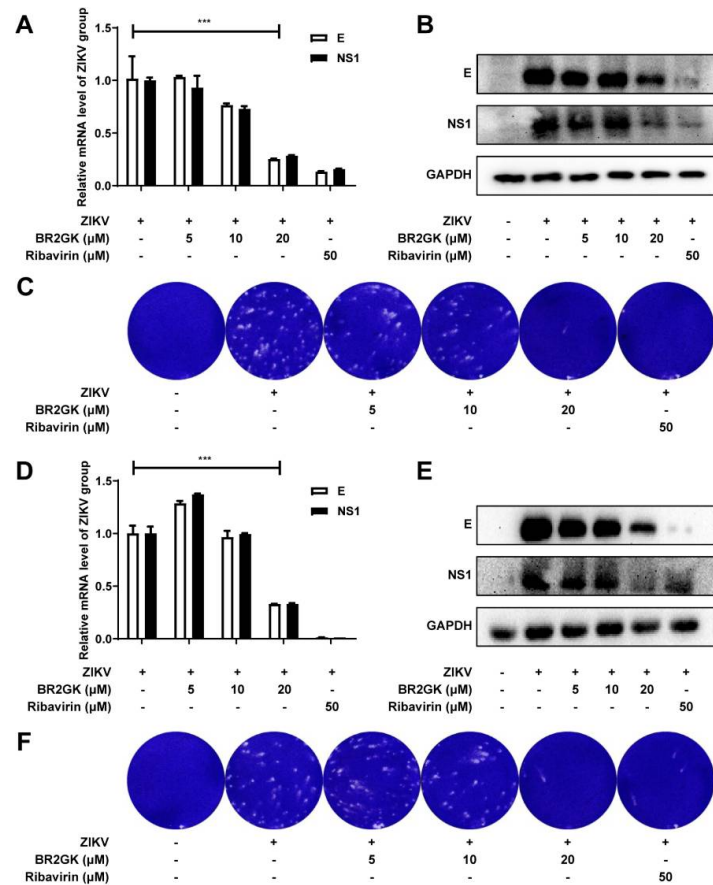 A
Relative mRNA level of ZIKV group
1.5
1.0
0.5
0.0
***
E
NS1
ZIKV + + + + +
BR2GK (µM) - 5 10 20 -
Ribavirin (µM) - - - - 50
B
E
NS1
GAPDH
ZIKV - + + + + +
BR2GK (µM) - - 5 10 20 -
Ribavirin (µM) - - - - - 50
C
ZIKV - + + + + +
BR2GK (µM) - - 5 10 20 -
Ribavirin (µM) - - - - - 50
D
Relative mRNA level of ZIKV group
1.5
1.0
0.5
0.0
***
E
NS1
ZIKV + + + + +
BR2GK (µM) - 5 10 20 -
Ribavirin (µM) - - - - 50
E
E
NS1
GAPDH
ZIKV - + + + + +
BR2GK (µM) - - 5 10 20 -
Ribavirin (µM) - - - - - 50
F
ZIKV - + + + + +
BR2GK (µM) - - 5 10 20 -
Ribavirin (µM) - - - - - 50